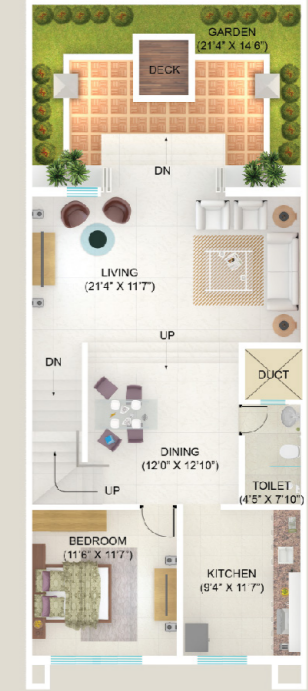 GARDEN
(21'4" X 14'6")
DECK
DN
LIVING
(21'4" X 11'7")
UP
DN
DUCT
DINING
(12'0" X 12'10")
TOILET
(4'5" X 7'10")
UP
BEDROOM
(11'6" X 11'7")
KITCHEN
(9'4" X 11'7")